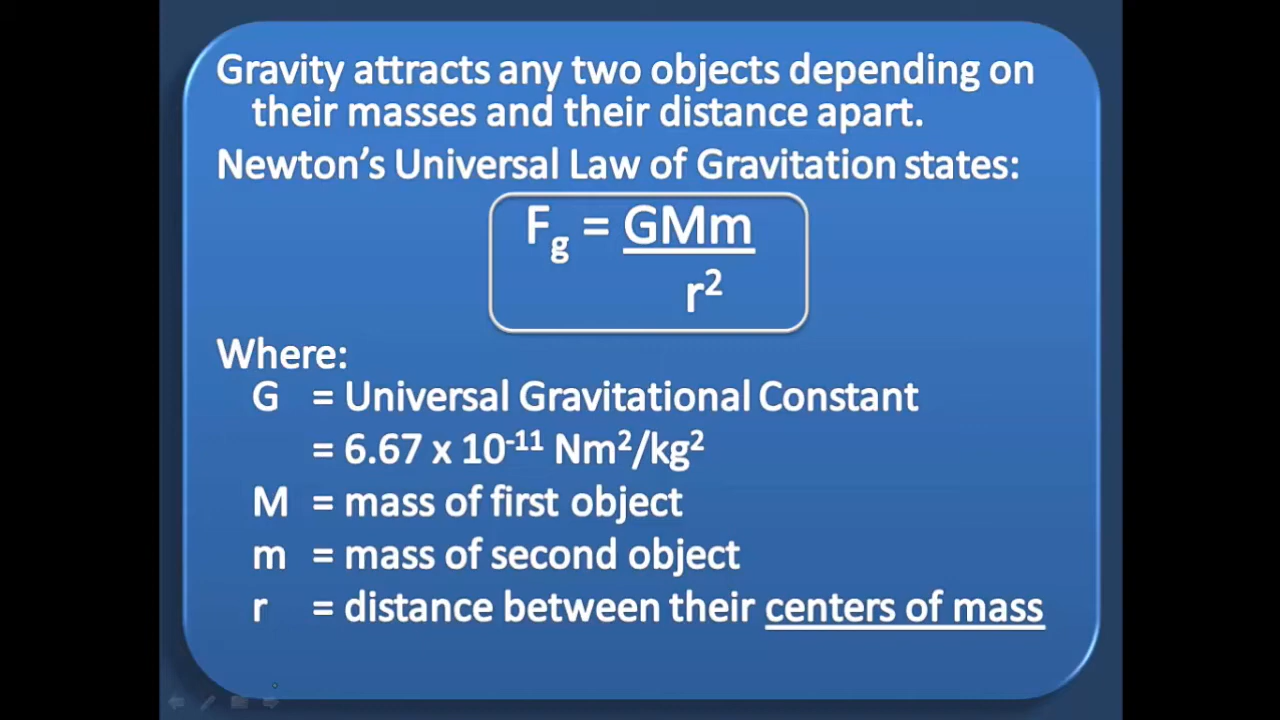 Gravity attracts any two objects depending on
their masses and their distance apart.
Newton’s Universal Law of Gravitation states:
Fg = GMm
r²
Where:
G = Universal Gravitational Constant
= 6.67 x 10⁻¹¹ Nm²/kg²
M = mass of first object
m = mass of second object
r = distance between their centers of mass